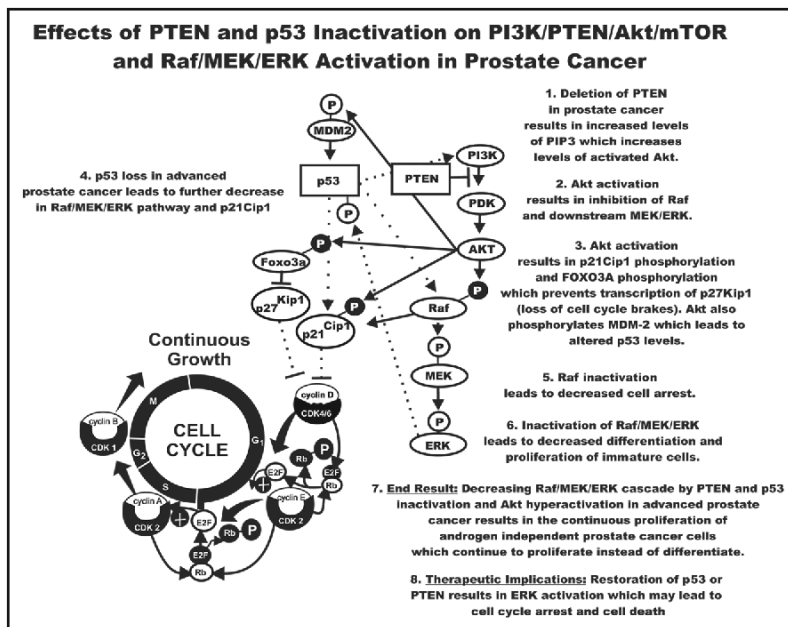 Effects of PTEN and p53 Inactivation on PI3K/PTEN/Akt/mTOR
and Raf/MEK/ERK Activation in Prostate Cancer
P
MDM2
p53
P
PTEN
PI3K
PDK
AKT
P
Raf
P
MEK
P
ERK
Foxo3a
P
p27Kip1
p21Cip1
P
1. Deletion of PTEN
in prostate cancer
results in increased levels
of PIP3 which increases
levels of activated Akt.
4. p53 loss in advanced
prostate cancer leads to further decrease
in Raf/MEK/ERK pathway and p21Cip1
2. Akt activation
results in inhibition of Raf
and downstream MEK/ERK.
3. Akt activation
results in p21Cip1 phosphorylation
and FOXO3A phosphorylation
which prevents transcription of p27Kip1
(loss of cell cycle brakes). Akt also
phosphorylates MDM-2 which leads to
altered p53 levels.
5. Raf inactivation
leads to decreased cell arrest.
6. Inactivation of Raf/MEK/ERK
leads to decreased differentiation and
proliferation of immature cells.
7. End Result: Decreasing Raf/MEK/ERK cascade by PTEN and p53
inactivation and Akt hyperactivation in advanced prostate
cancer results in the continuous proliferation of
androgen independent prostate cancer cells
which continue to proliferate instead of differentiate.
8. Therapeutic Implications: Restoration of p53 or
PTEN results in ERK activation which may lead to
cell cycle arrest and cell death
Continuous
Growth
CELL
CYCLE
M
G1
S
G2
cyclin B
CDK 1
cyclin D
CDK4/6
cyclin A
CDK 2
cyclin E
CDK 2
Rb
P
E2F
+
E2F
Rb
E2F
+
Rb
P
E2F
Rb